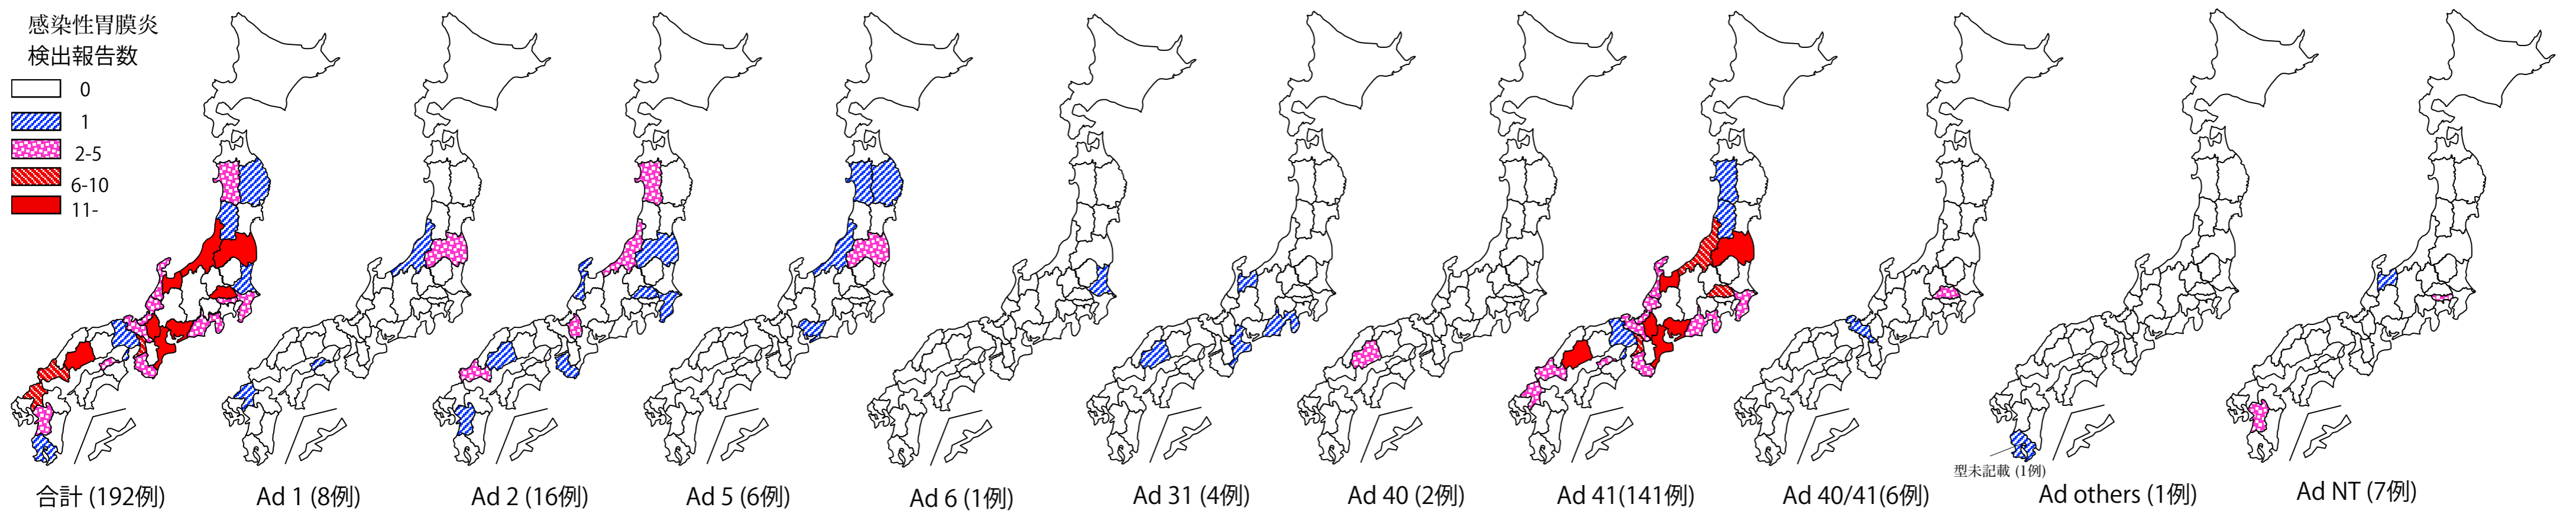 感染性胃膜炎
検出報告数
0
1
2-5
6-10
11-
型未記載 (1例)
合計 (192例)
Ad 1 (8例)
Ad 2 (16例)
Ad 5 (6例)
Ad 6 (1例)
Ad 31 (4例)
Ad 40 (2例)
Ad 41(141例)
Ad 40/41(6例)
Ad others (1例)
Ad NT (7例)